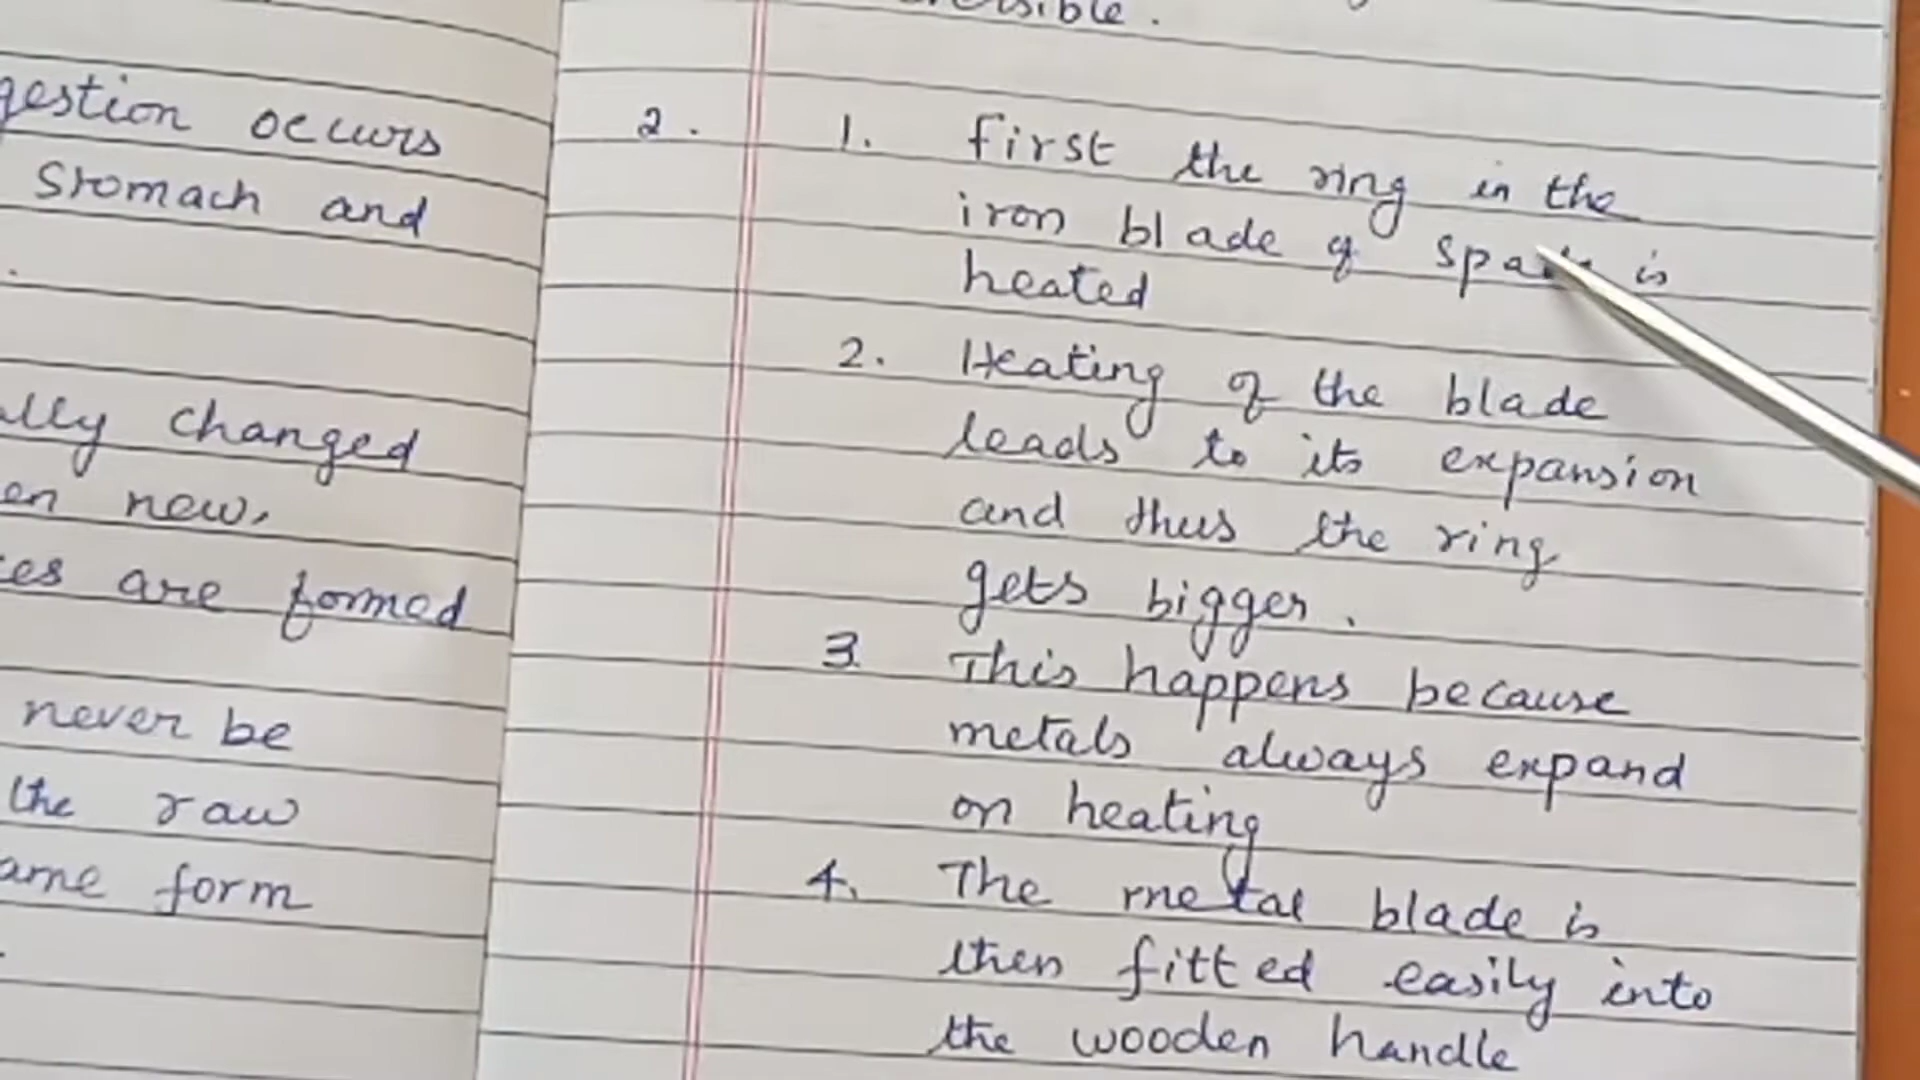 gestion occurs
stomach and
ally changed
en new,
ces are formed
never be
the raw
ame form
2. 1. first the ring in the
iron blade of is
heated
2. Heating of the blade
leads to its expansion
and thus the ring
gets bigger.
3 This happens because
metals always expand
on heating
4. The metal blade is
then fitted easily into
the wooden handle